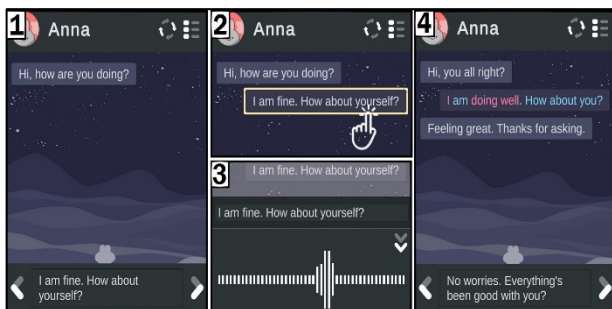 1
Anna
Hi, how are you doing?
I am fine. How about
yourself?
2
Anna
Hi, how are you doing?
I am fine. How about yourself?
3
I am fine. How about yourself?
I am fine. How about yourself?
4
Anna
Hi, you all right?
I am doing well. How about you?
Feeling great. Thanks for asking.
No worries. Everything's
been good with you?